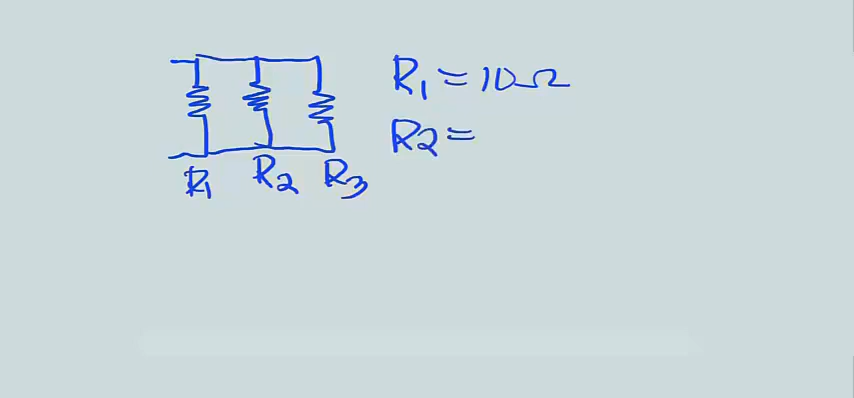 R1 = 10Ω
R2 =
R1 R2 R3